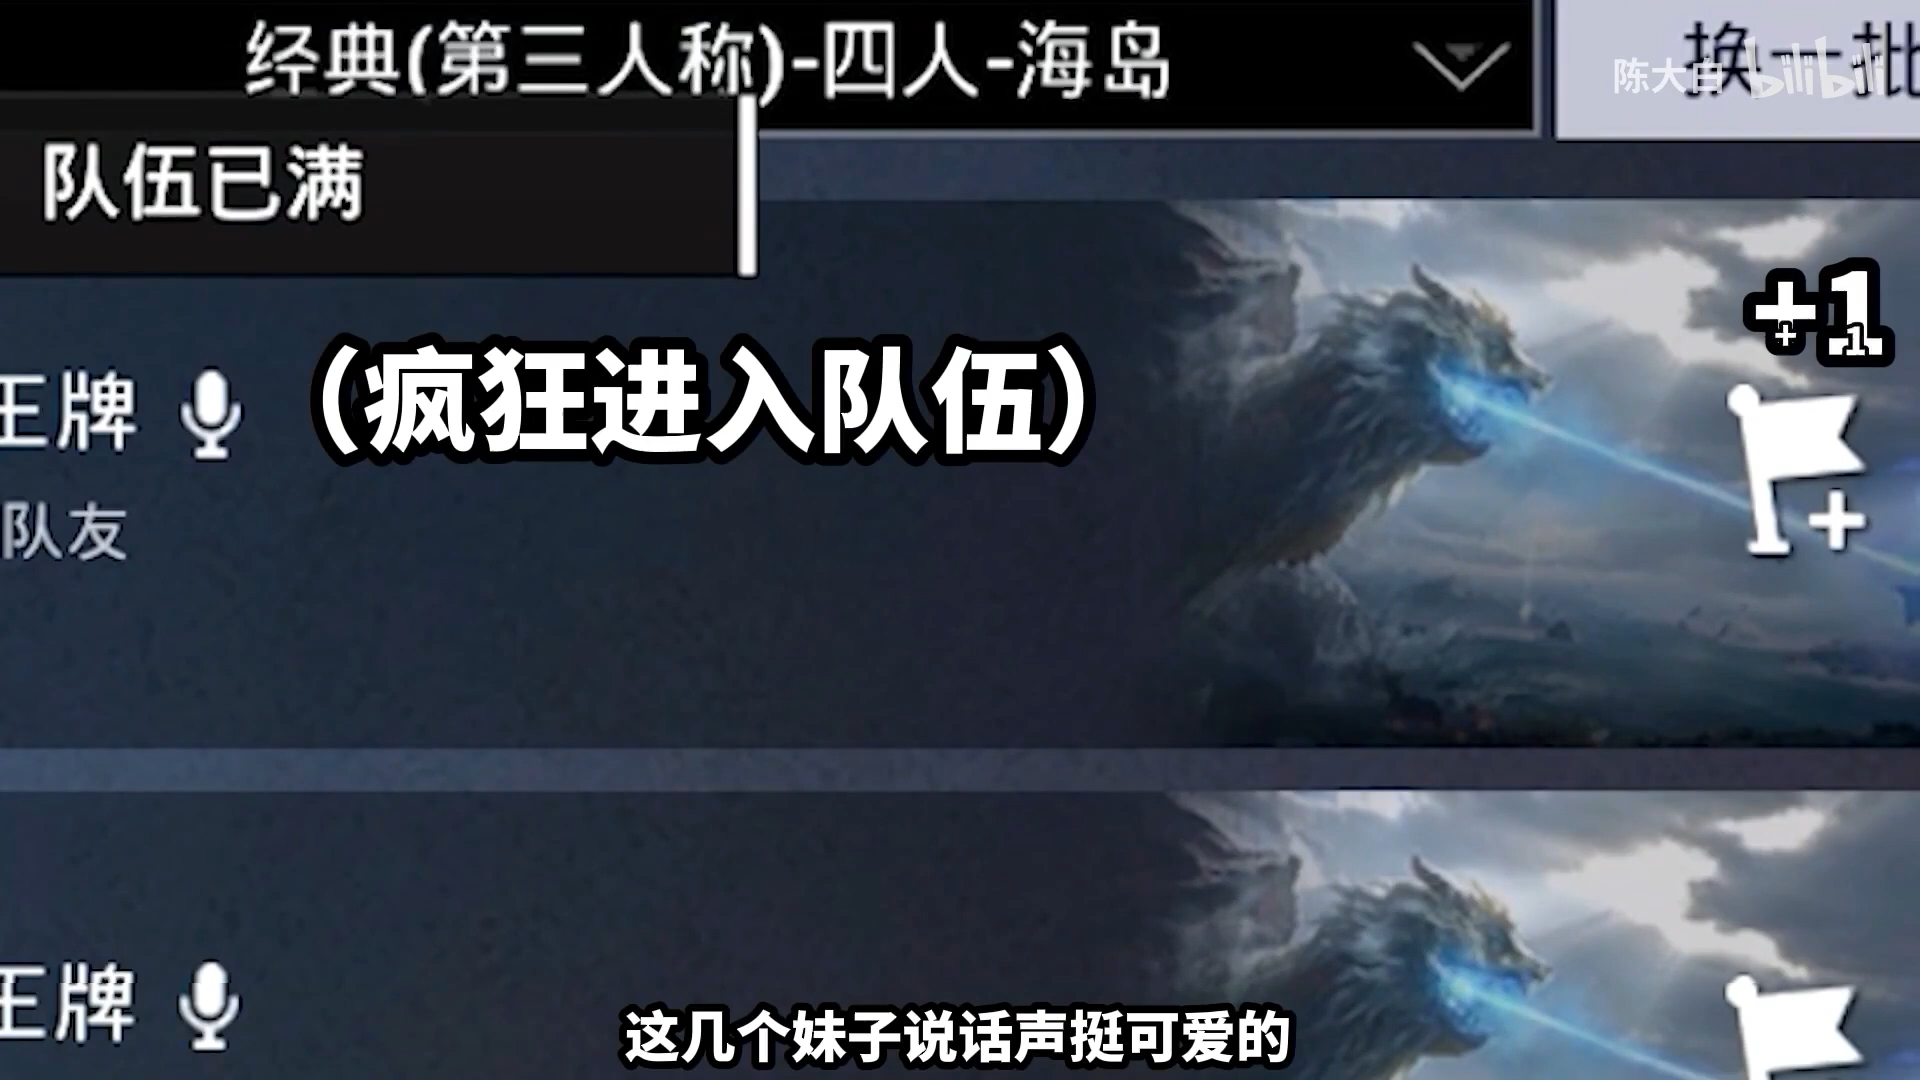 经典(第三人称)-四人-海岛
换一批
陈大白 bilibili
队伍已满
+1
+1
王牌
（疯狂进入队伍）
队友
王牌
这几个妹子说话声挺可爱的